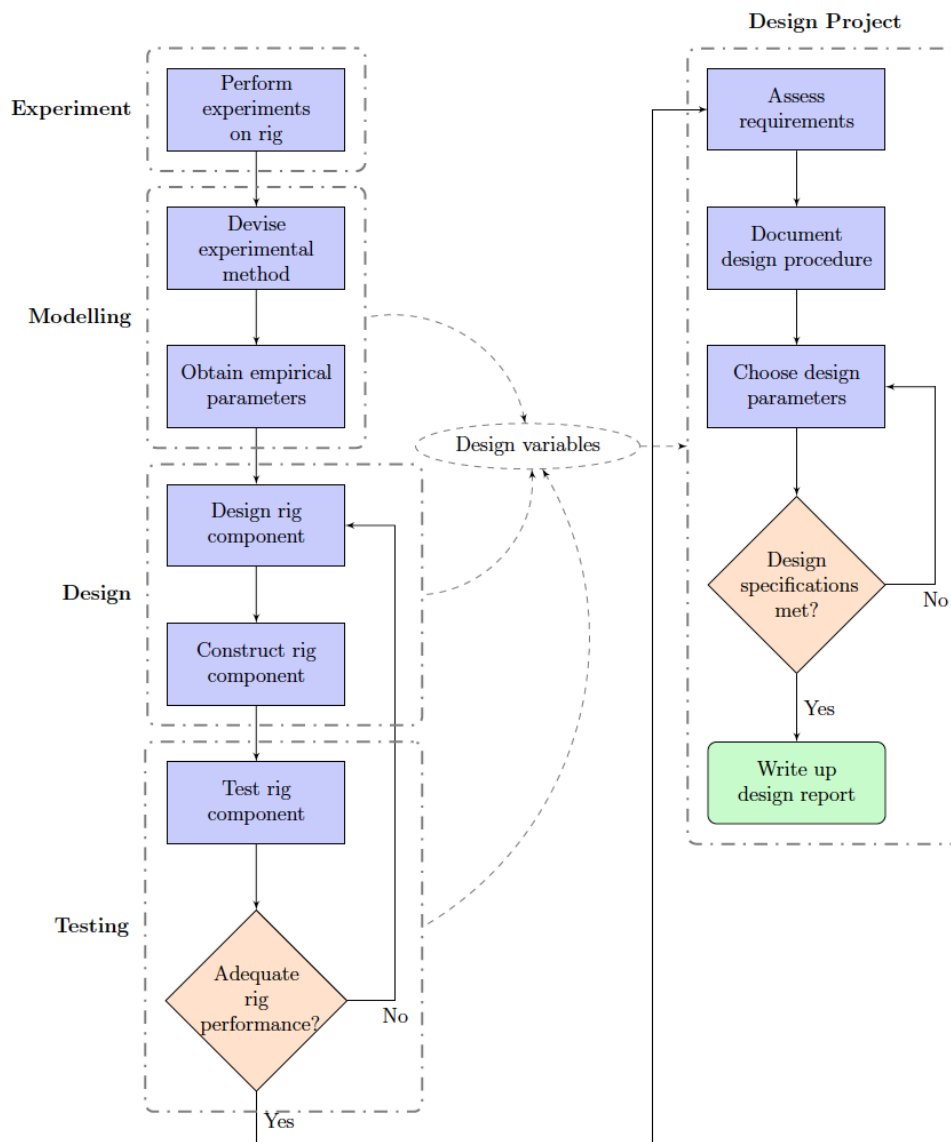 Design Project
Experiment
Perform
experiments
on rig
Modelling
Devise
experimental
method
Obtain empirical
parameters
Design
Design rig
component
Construct rig
component
Testing
Test rig
component
Adequate
rig
performance?
No
Yes
Design variables
Assess
requirements
Document
design procedure
Choose design
parameters
Design
specifications
met?
No
Yes
Write up
design report